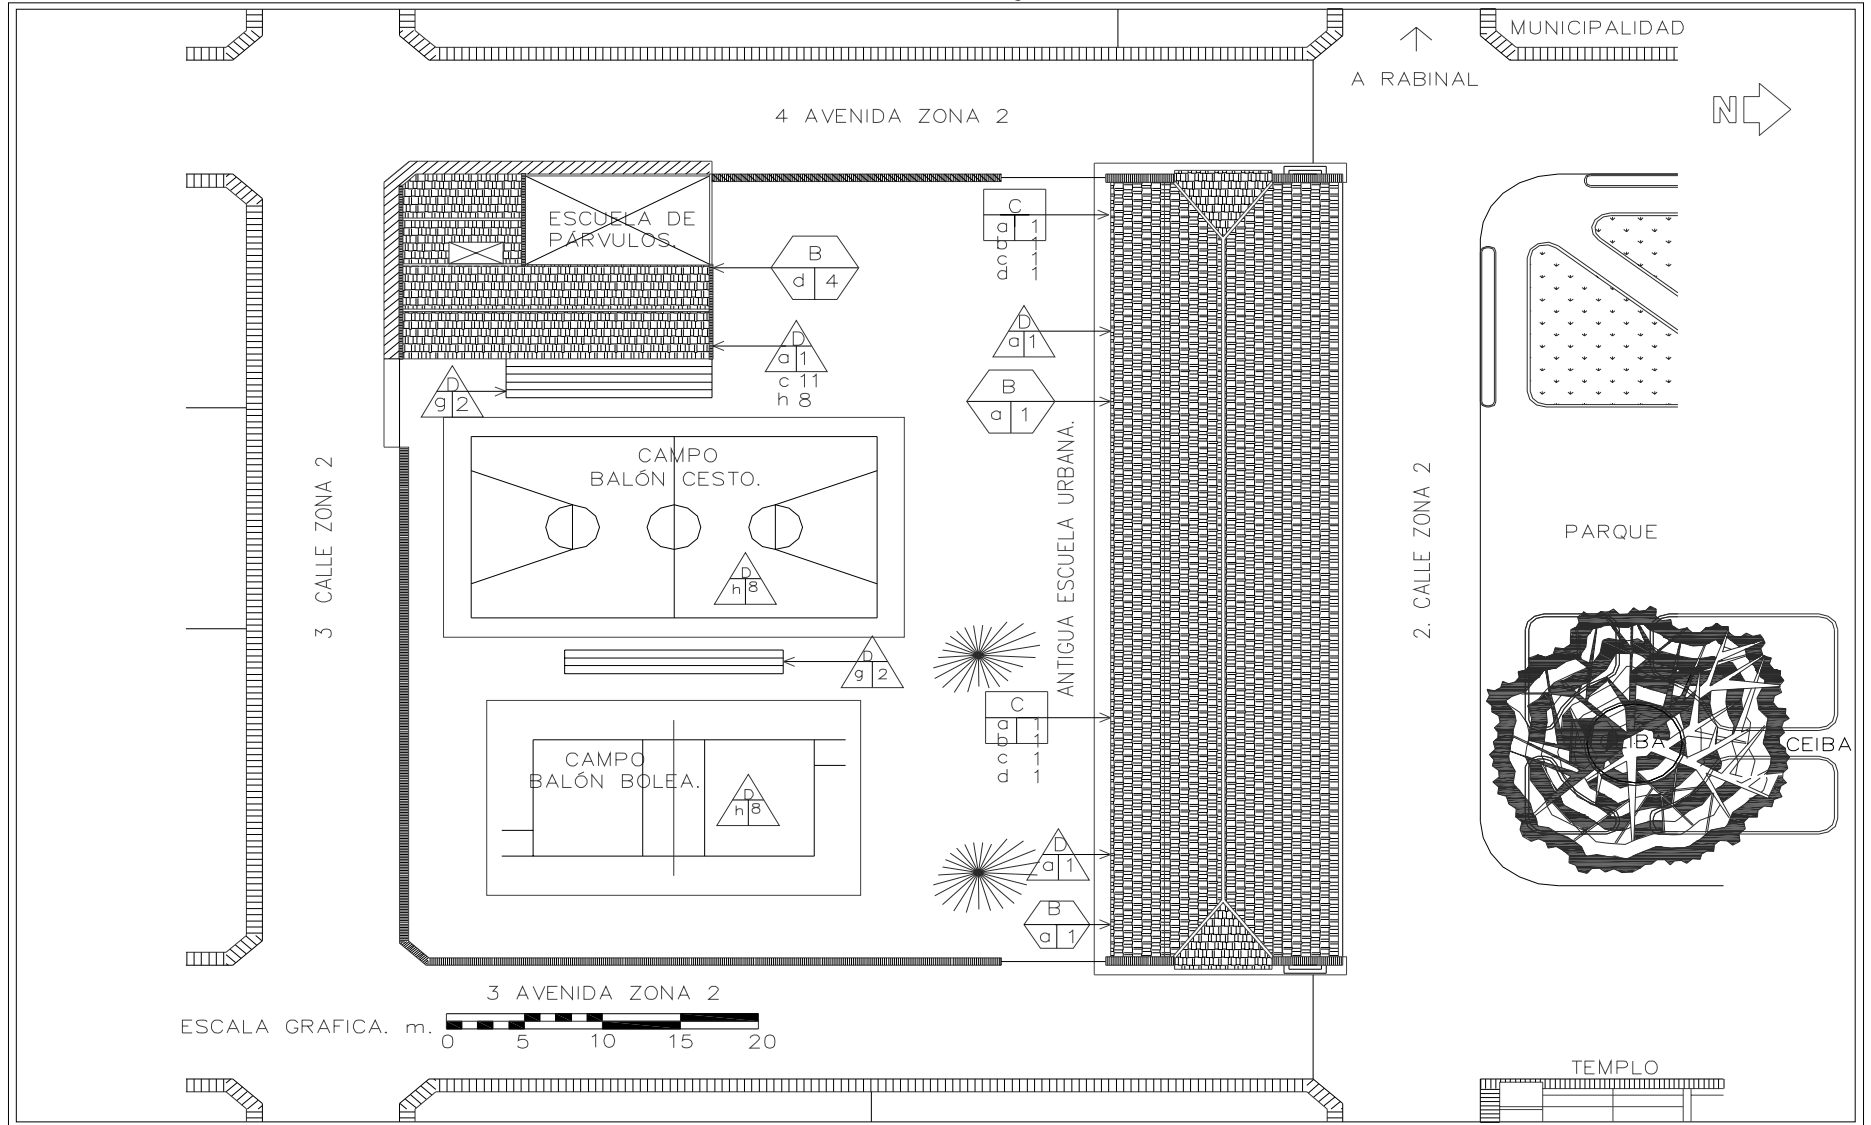 MUNICIPALIDAD
A RABINAL
4 AVENIDA ZONA 2
N
ESCUELA DE
PÁRVULOS.
C
a 1
b 1
c 1
d 1
B
d 4
D
a 1
c 11
h 8
D
a 1
D
g 2
B
a 1
CAMPO
BALÓN CESTO.
3 CALLE ZONA 2
ANTIGUA ESCUELA URBANA.
2. CALLE ZONA 2
PARQUE
D
h 8
D
g 2
C
a 1
b 1
c 1
d 1
CEIBA
CAMPO
BALÓN BOLEA.
D
h 8
D
a 1
B
a 1
3 AVENIDA ZONA 2
ESCALA GRAFICA. m.
0 5 10 15 20
TEMPLO